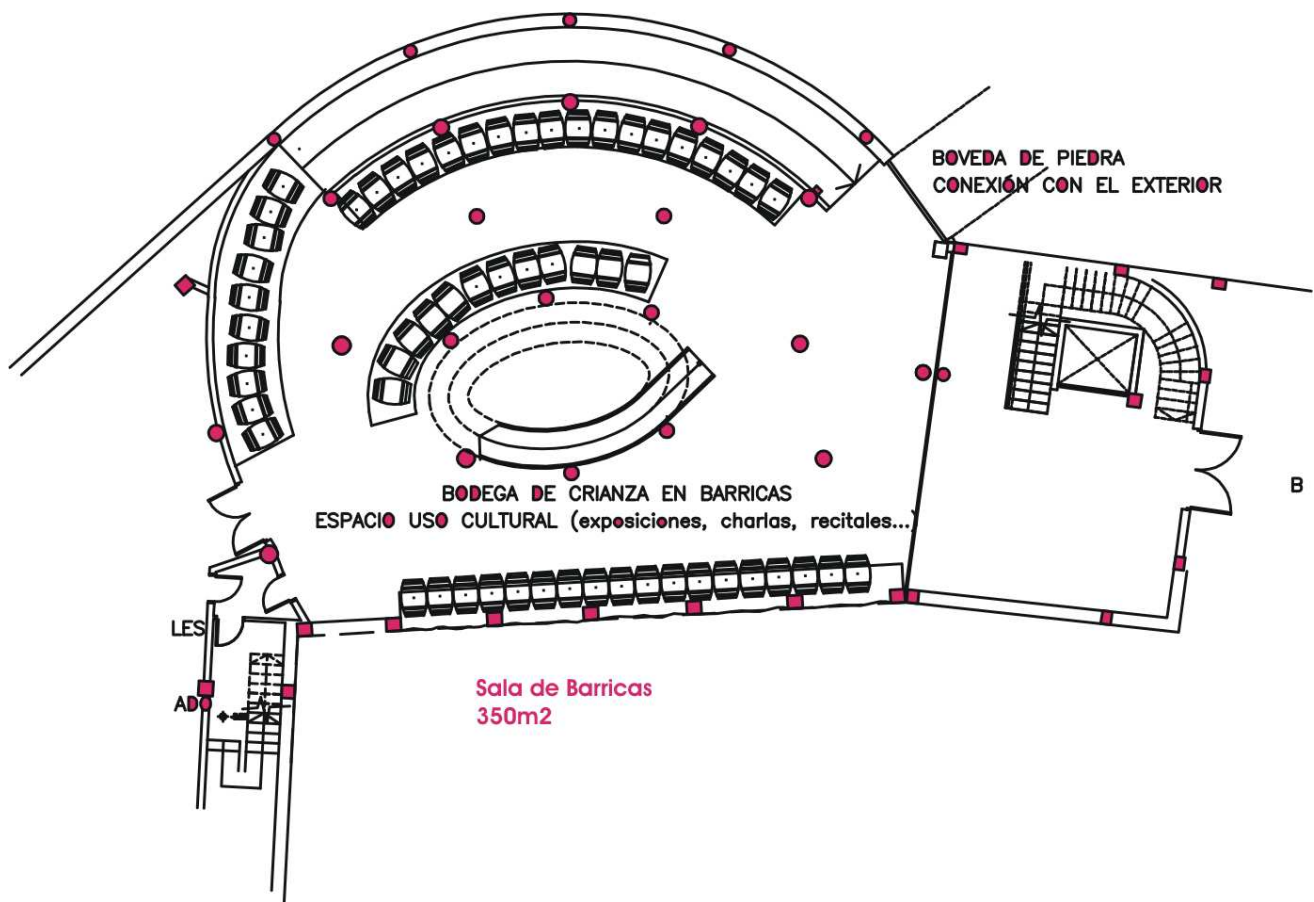 BOVEDA DE PIEDRA
CONEXIÓN CON EL EXTERIOR
B
BODEGA DE CRIANZA EN BARRICAS
ESPACIO USO CULTURAL (exposiciones, charlas, recitales...)
LES
ADO
Sala de Barricas
350m2